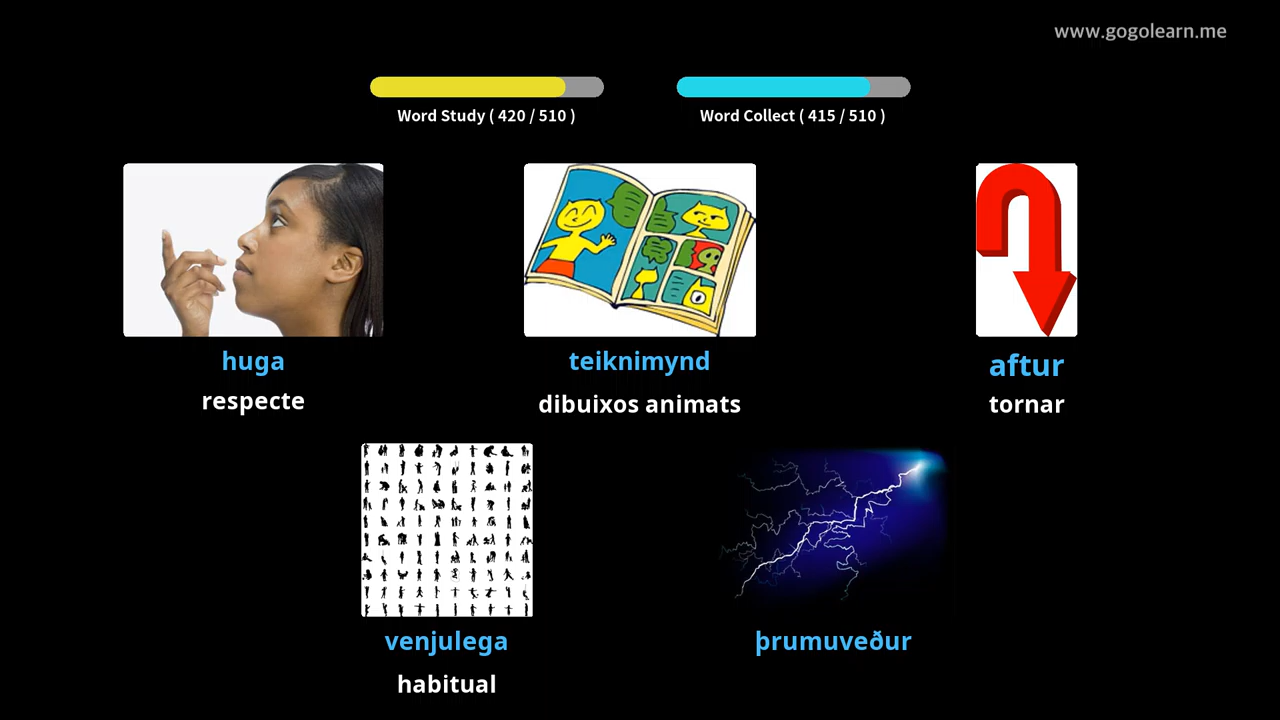 www.gogolearn.me
Word Study ( 420 / 510 )
Word Collect ( 415 / 510 )
huga
teiknimynd
aftur
respecte
dibuixos animats
tornar
venjulega
þrumuveður
habitual